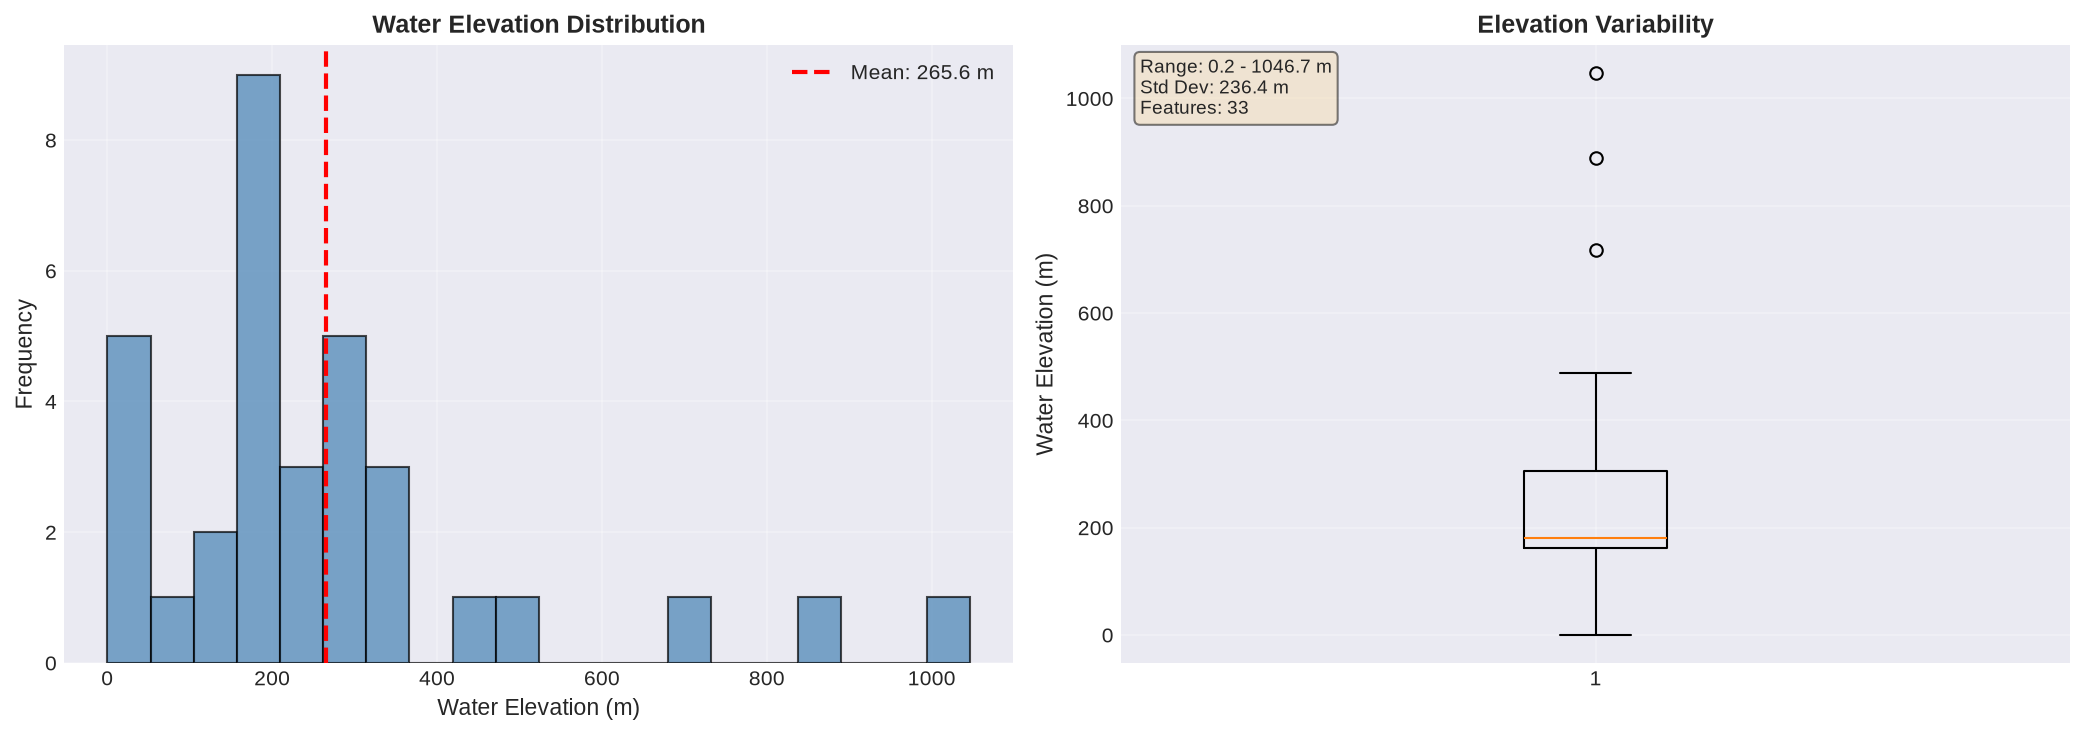 Water Elevation Distribution
Mean: 265.6 m
8
6
4
2
0
Frequency
0 200 400 600 800 1000
Water Elevation (m)
Elevation Variability
Range: 0.2 - 1046.7 m
Std Dev: 236.4 m
Features: 33
1000
800
600
400
200
0
Water Elevation (m)
1